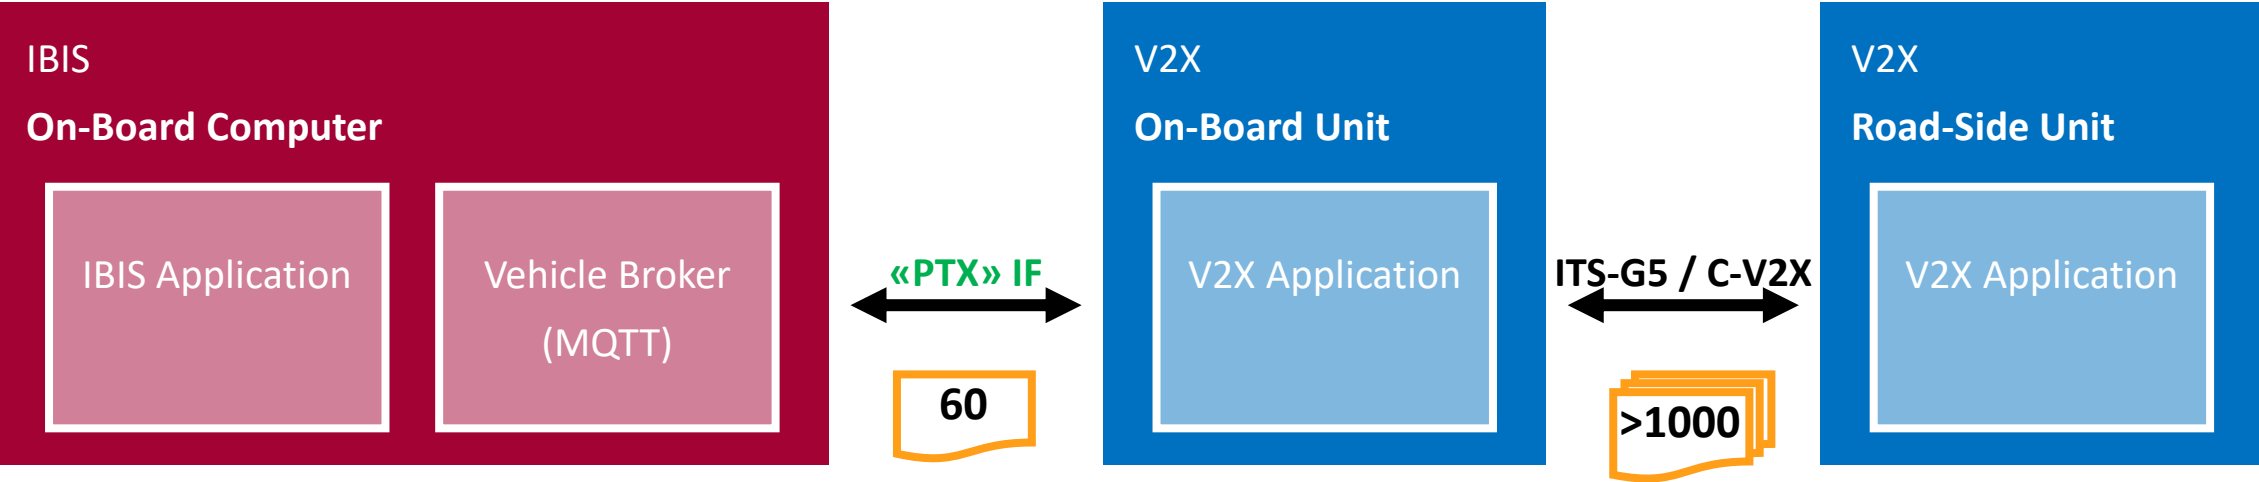 IBIS
On-Board Computer
IBIS Application
Vehicle Broker
(MQTT)
«PTX» IF
60
V2X
On-Board Unit
V2X Application
ITS-G5 / C-V2X
>1000
V2X
Road-Side Unit
V2X Application